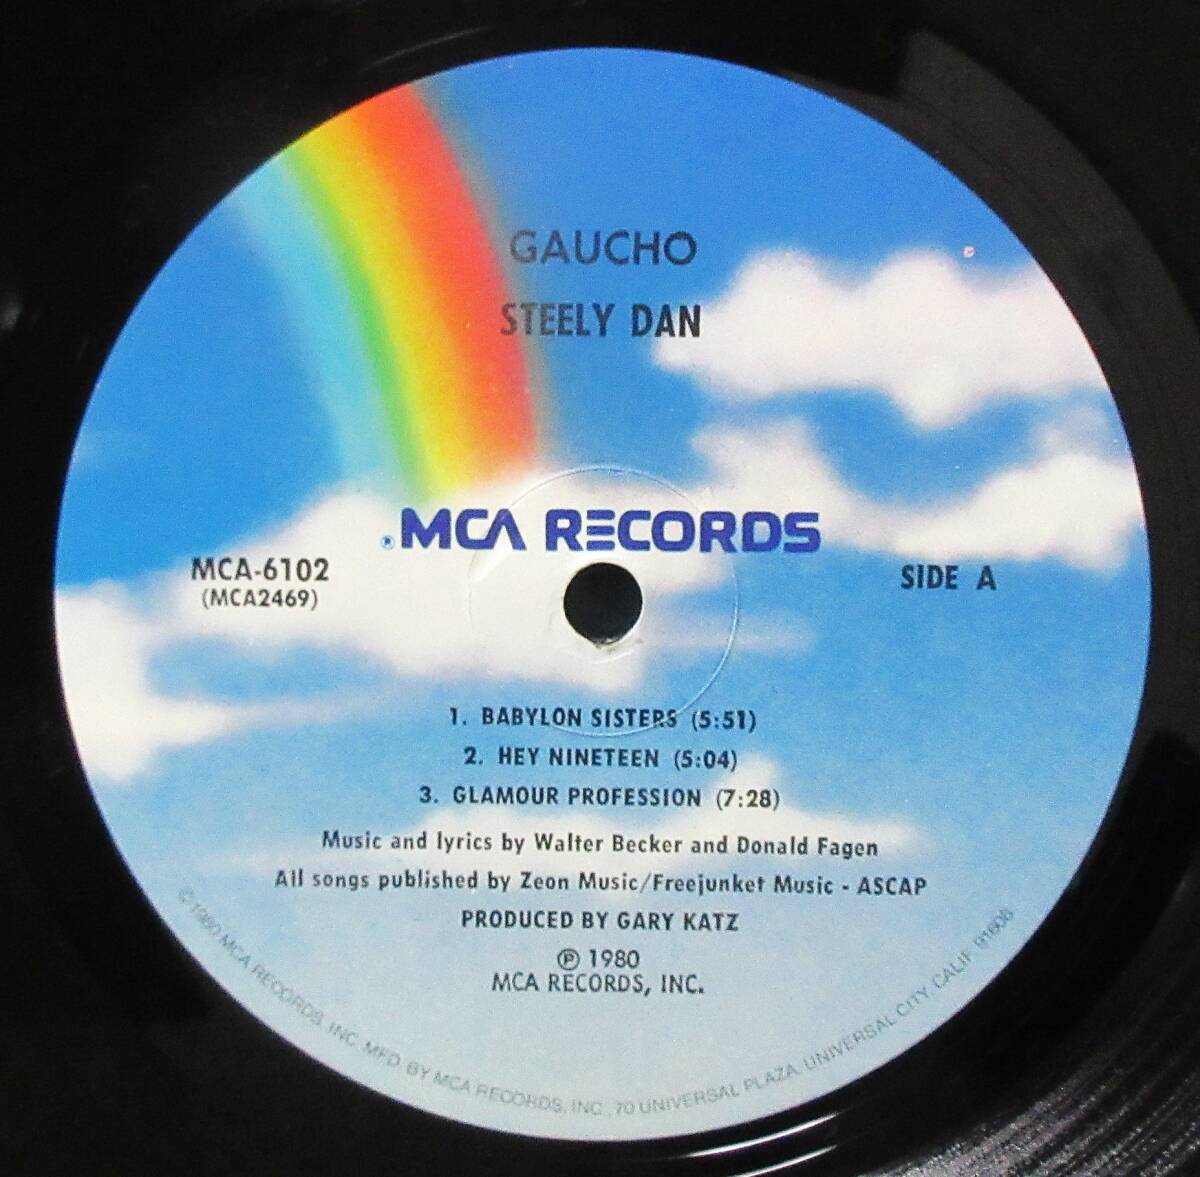 GAUCHO
STEELY DAN
® MCA RECORDS
MCA-6102
(MCA2469)
SIDE A
1. BABYLON SISTERS (5:51)
2. HEY NINETEEN (5:04)
3. GLAMOUR PROFESSION (7:28)
Music and lyrics by Walter Becker and Donald Fagen
All songs published by Zeon Music/Freejunket Music - ASCAP
PRODUCED BY GARY KATZ
℗ 1980
MCA RECORDS, INC.
© 1980 MCA RECORDS, INC. MFD. BY MCA RECORDS, INC., 70 UNIVERSAL PLAZA, UNIVERSAL CITY, CALIF. 91608